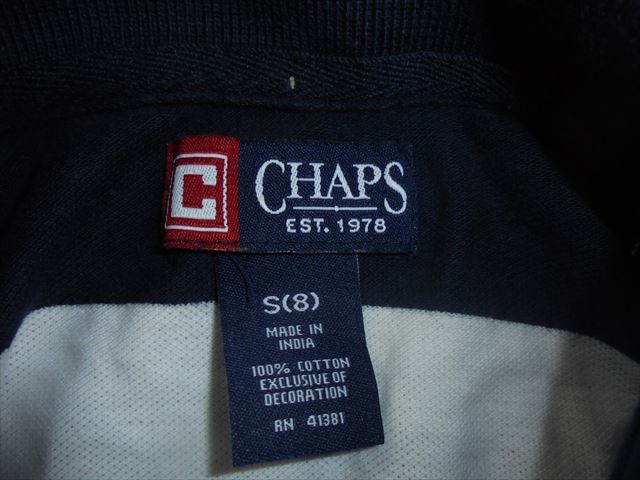 C
CHAPS
EST. 1978
S(8)
MADE IN
INDIA
100% COTTON
EXCLUSIVE OF
DECORATION
RN 41381